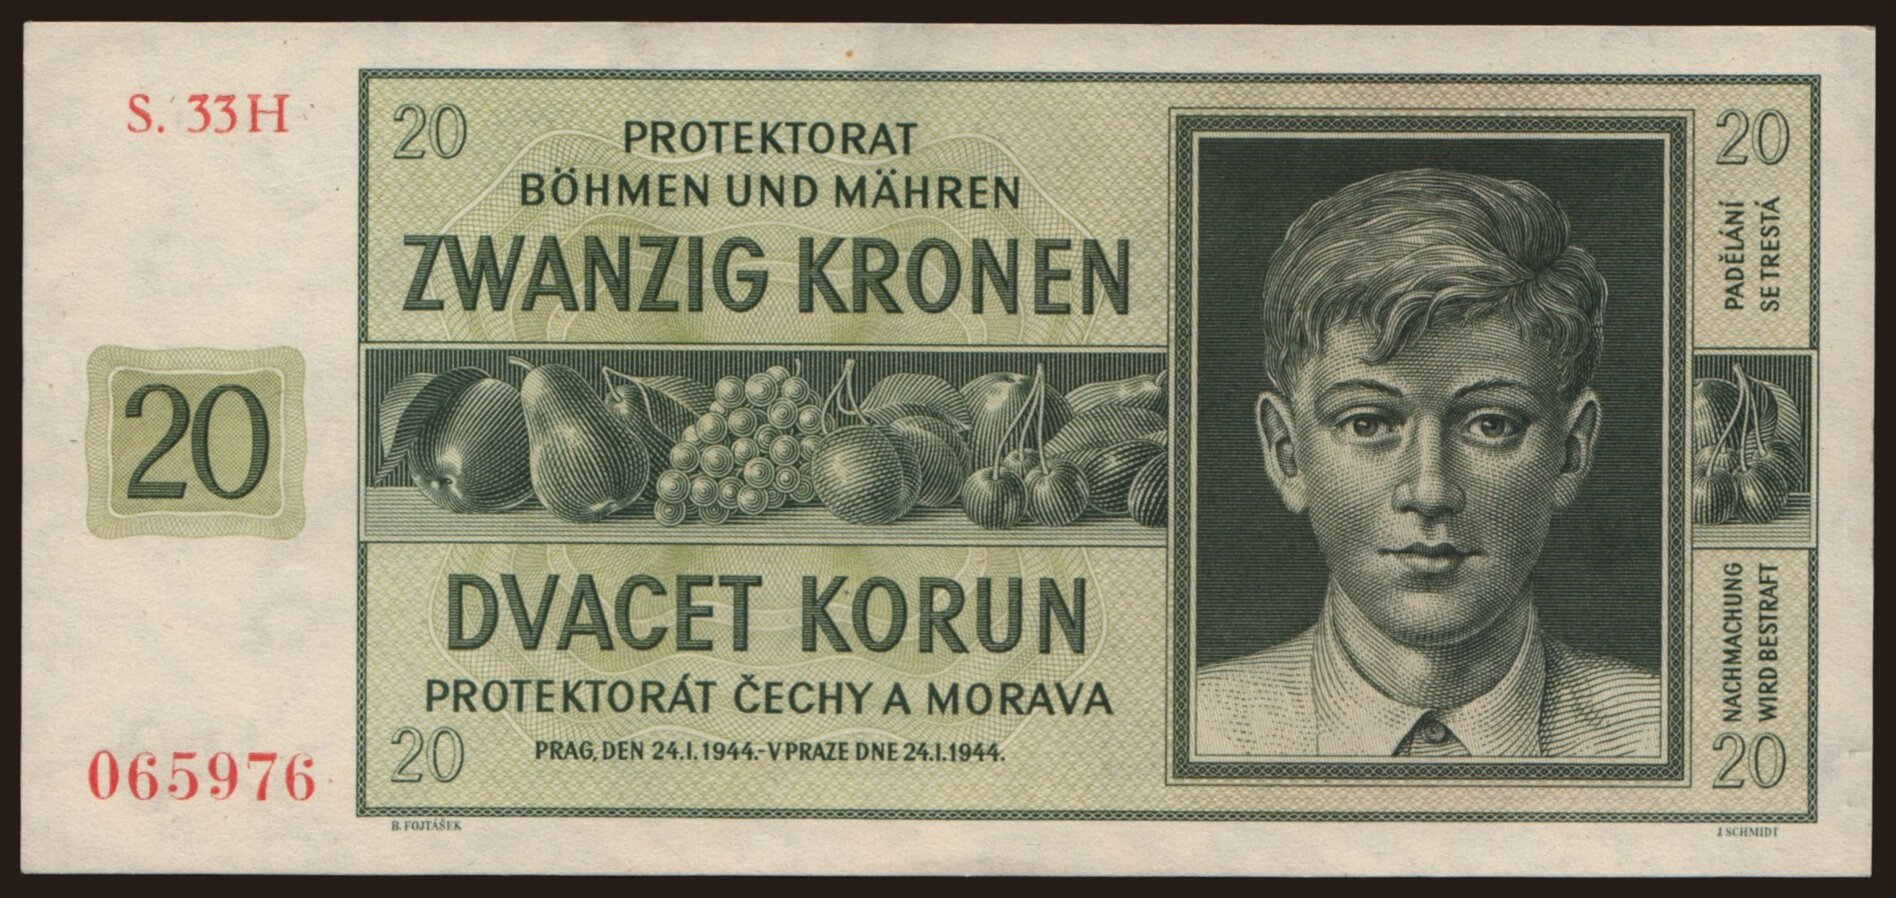 S. 33H
20
PROTEKTORAT
BÖHMEN UND MÄHREN
ZWANZIG KRONEN
20
DVACET KORUN
PROTEKTORÁT ČECHY A MORAVA
20
PRAG, DEN 24.I.1944.-V PRAZE DNE 24.I.1944.
065976
B. FOJTÁŠEK
20
PADĚLÁNÍ
SE TRESTÁ
NACHMACHUNG
WIRD BESTRAFT
20
J. SCHMIDT